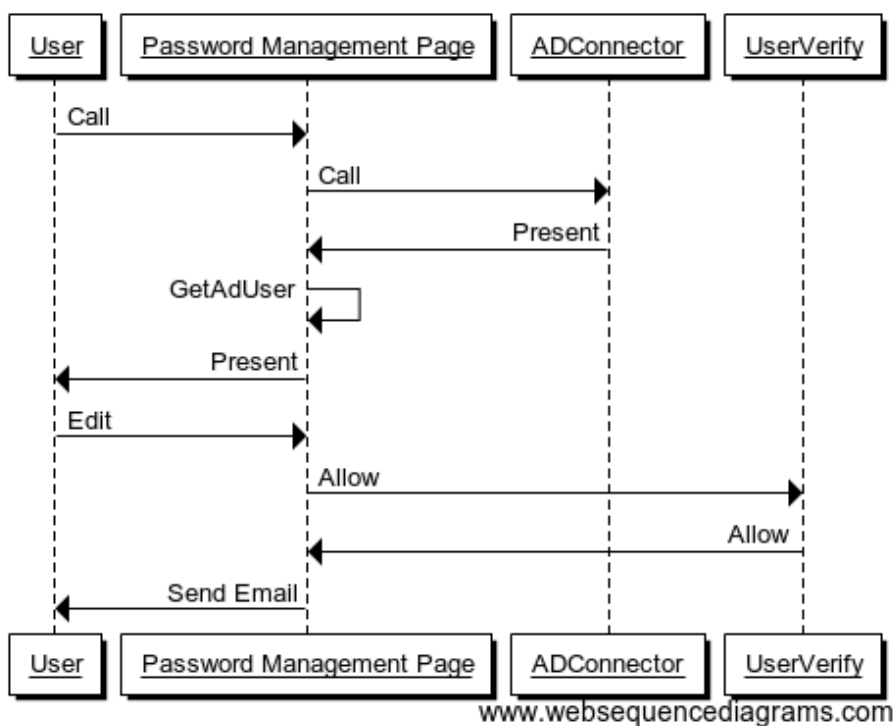 User
Password Management Page
ADConnector
UserVerify
Call
Call
Present
GetAdUser
Present
Edit
Allow
Allow
Send Email
User
Password Management Page
ADConnector
UserVerify
www.websequencediagrams.com